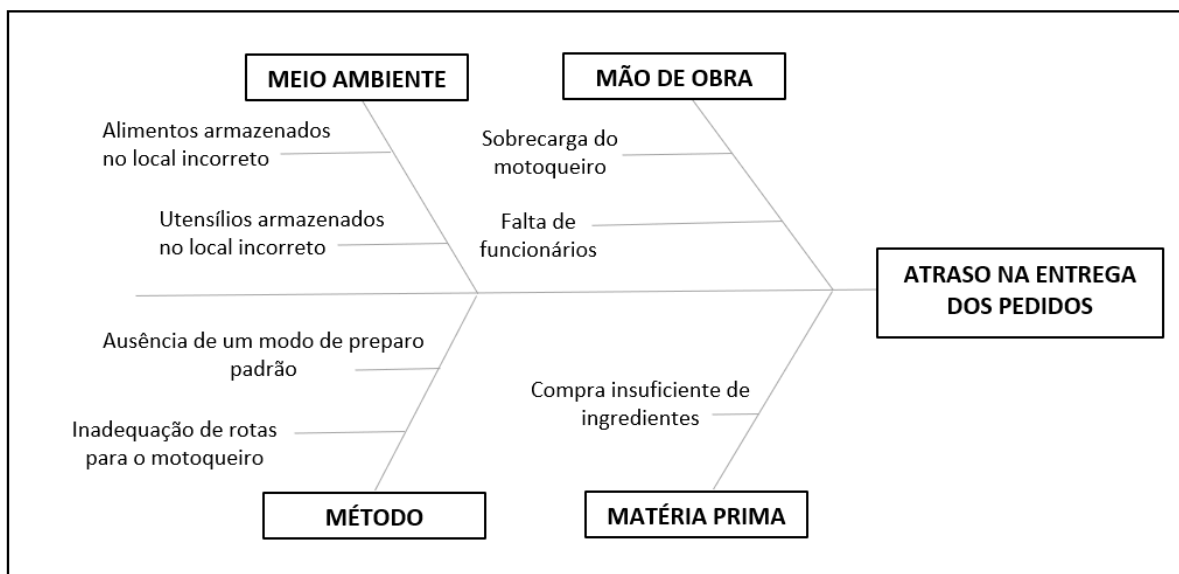 MEIO AMBIENTE
MÃO DE OBRA
Alimentos armazenados
no local incorreto
Sobrecarga do
motoqueiro
Utensílios armazenados
no local incorreto
Falta de
funcionários
ATRASO NA ENTREGA
DOS PEDIDOS
Ausência de um modo de preparo
padrão
Inadequação de rotas
para o motoqueiro
Compra insuficiente de
ingredientes
MÉTODO
MATÉRIA PRIMA